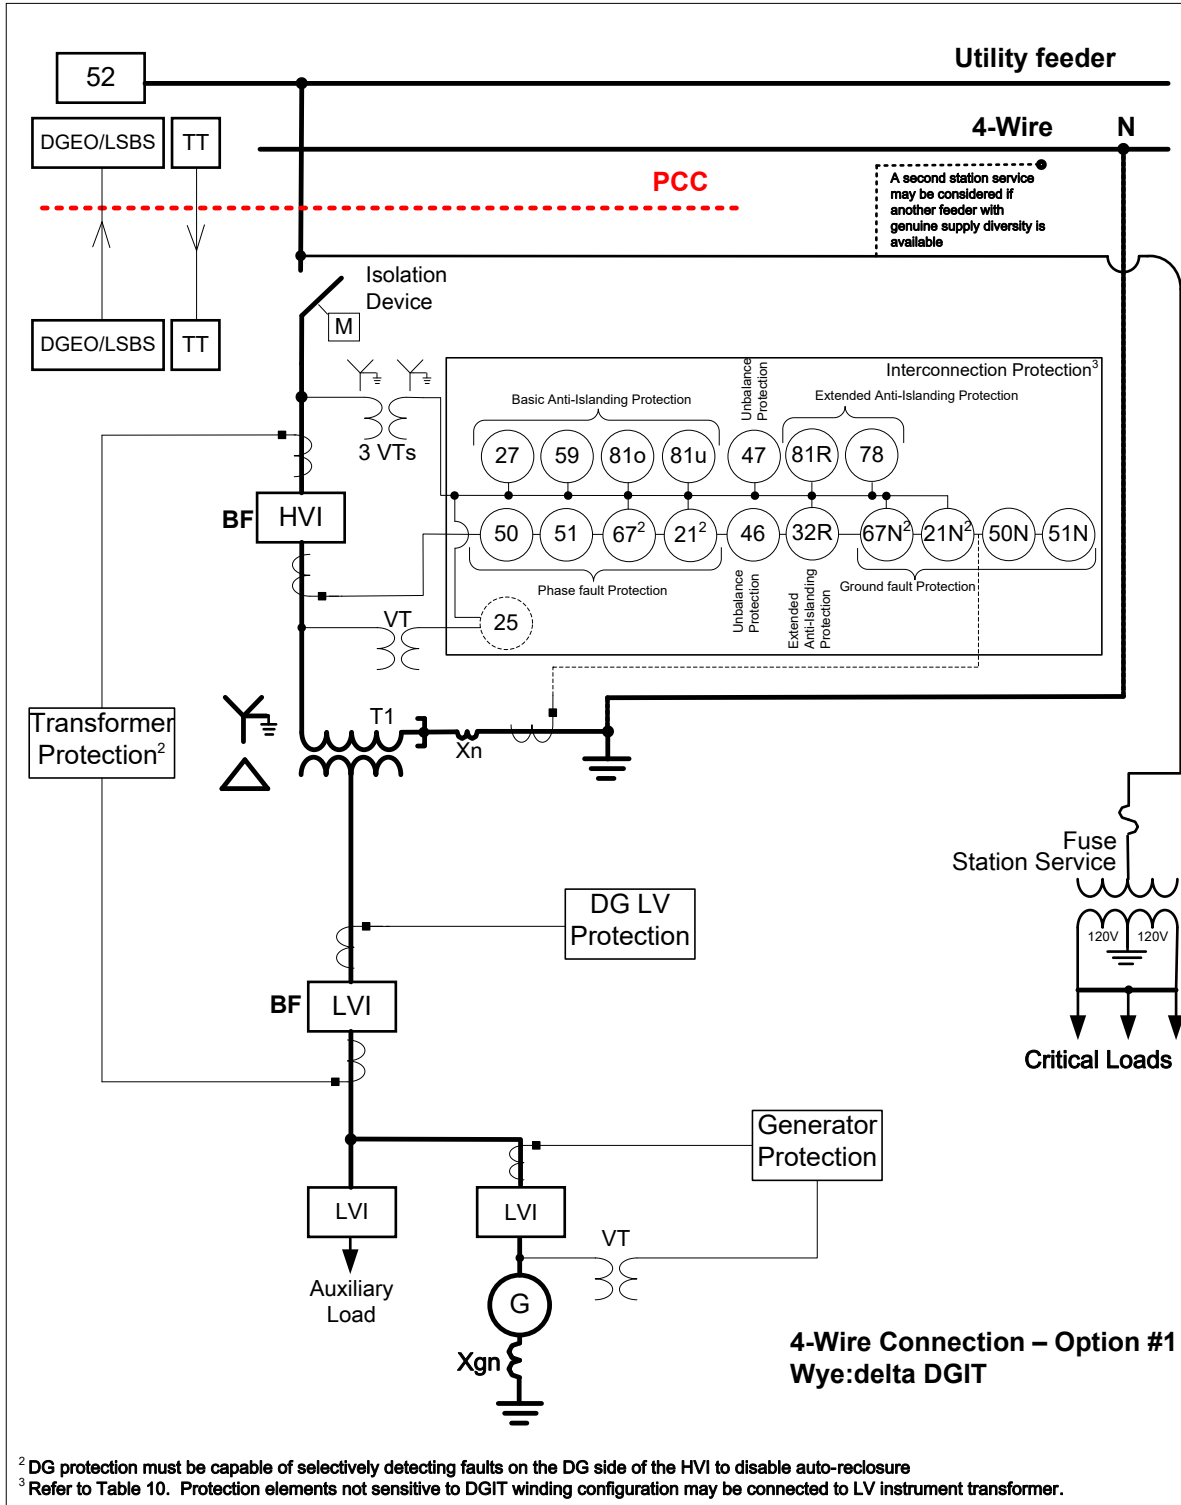 Utility feeder
52
4-Wire
N
DGEO/LSBS
TT
PCC
A second station service
may be considered if
another feeder with
genuine supply diversity is
available
Isolation
Device
M
DGEO/LSBS
TT
Interconnection Protection³
Basic Anti-Islanding Protection
Unbalance
Protection
Extended Anti-Islanding Protection
3 VTs
27
59
81o
81u
47
81R
78
BF
HVI
50
51
67²
21²
46
32R
67N²
21N²
50N
51N
Phase fault Protection
Unbalance
Protection
Extended
Anti-Islanding
Protection
Ground fault Protection
VT
25
Transformer
Protection²
T1
Xn
Fuse
Station Service
120V
120V
Critical Loads
DG LV
Protection
BF
LVI
Generator
Protection
LVI
LVI
VT
Auxiliary
Load
G
Xgn
4-Wire Connection – Option #1
Wye:delta DGIT
² DG protection must be capable of selectively detecting faults on the DG side of the HVI to disable auto-reclosure
³ Refer to Table 10. Protection elements not sensitive to DGIT winding configuration may be connected to LV instrument transformer.